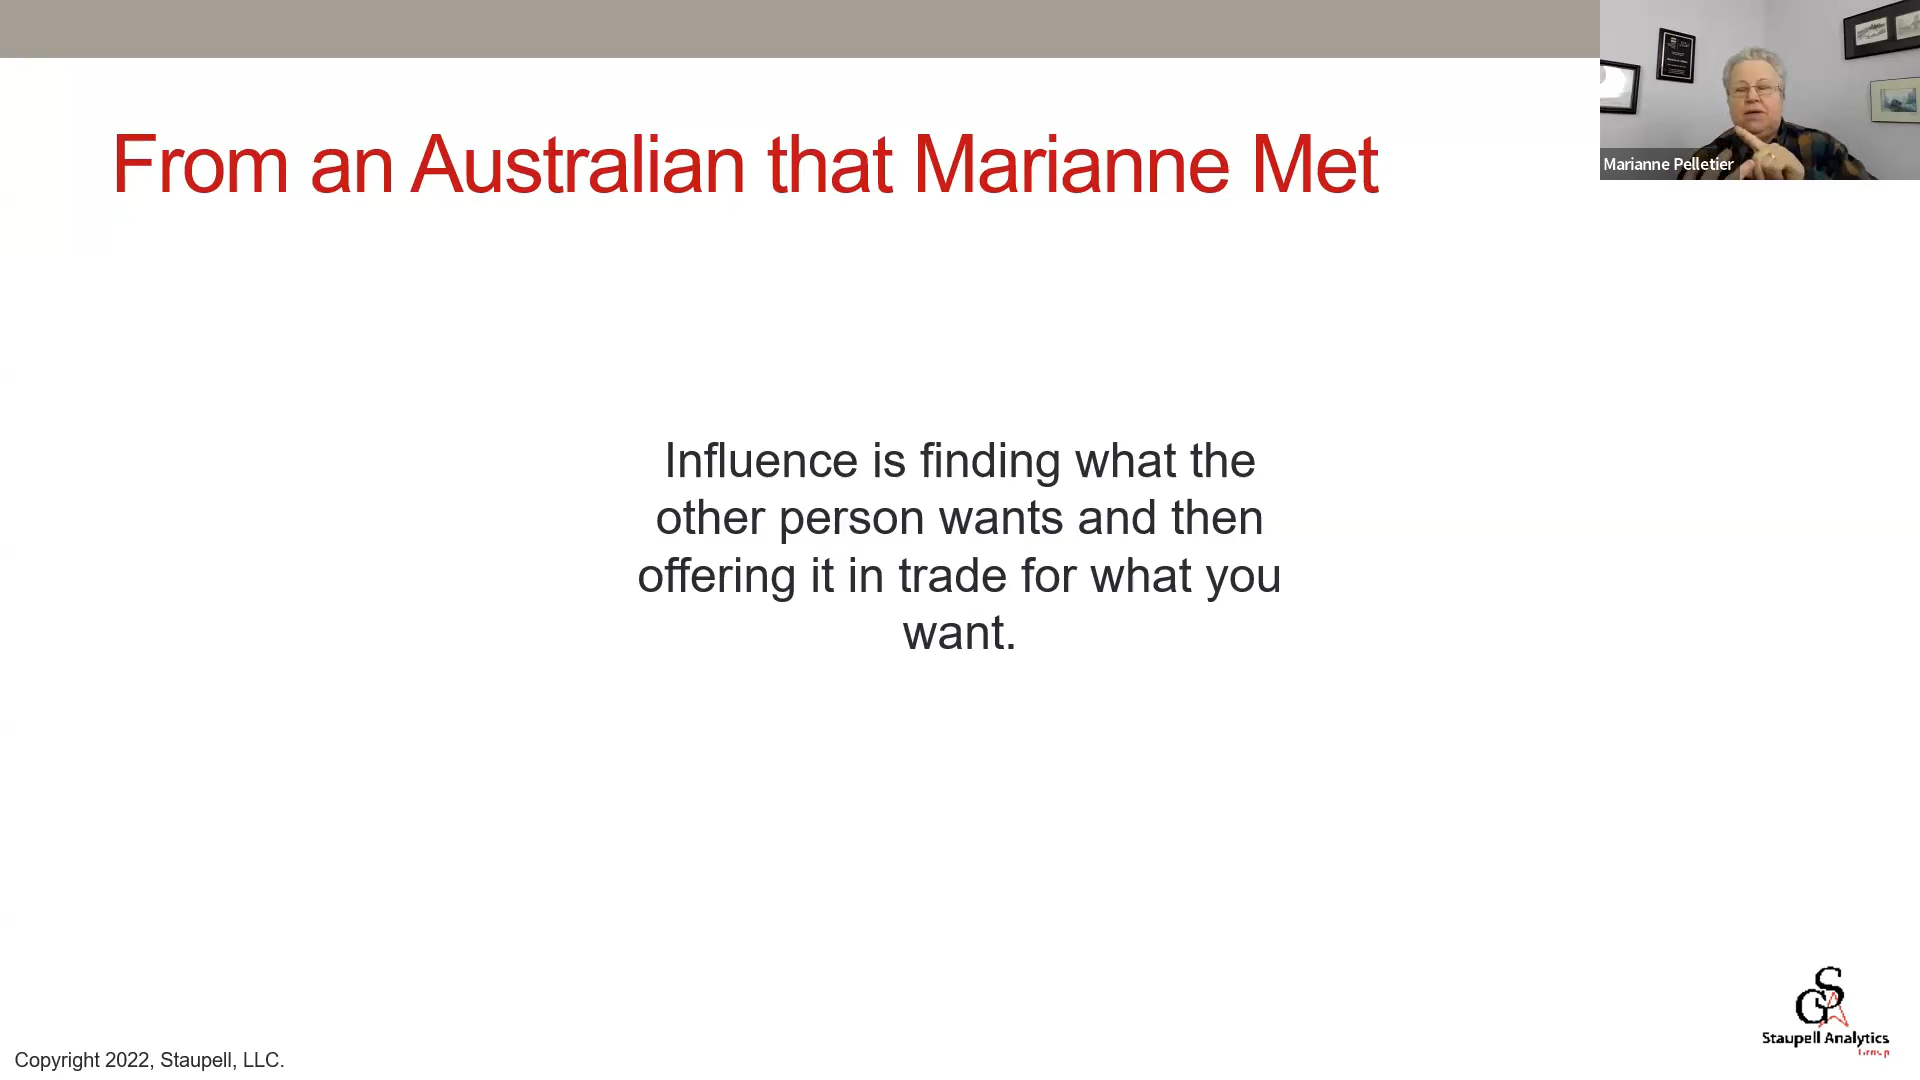 From an Australian that Marianne Met
Marianne Pelletier
Influence is finding what the
other person wants and then
offering it in trade for what you
want.
Staupell Analytics
Group
Copyright 2022, Staupell, LLC.